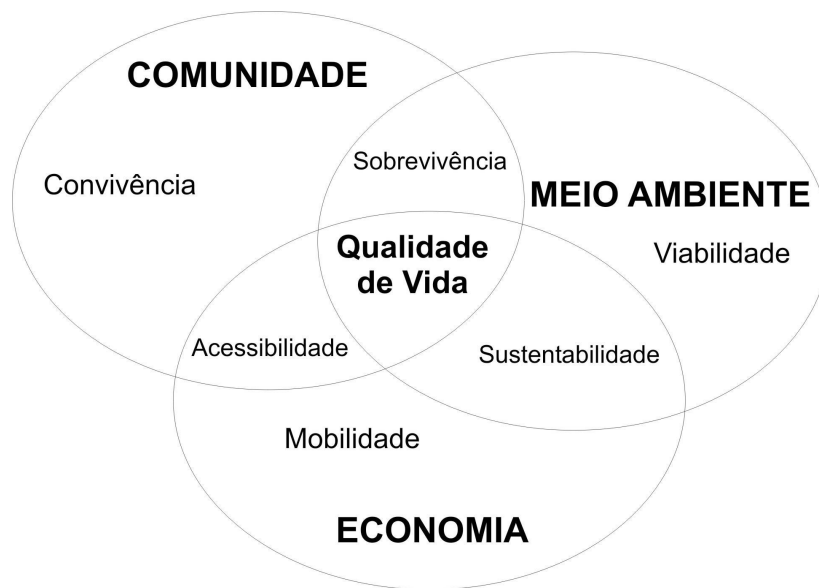 COMUNIDADE
Sobrevivência
Convivência
MEIO AMBIENTE
Qualidade
de Vida
Viabilidade
Acessibilidade
Sustentabilidade
Mobilidade
ECONOMIA